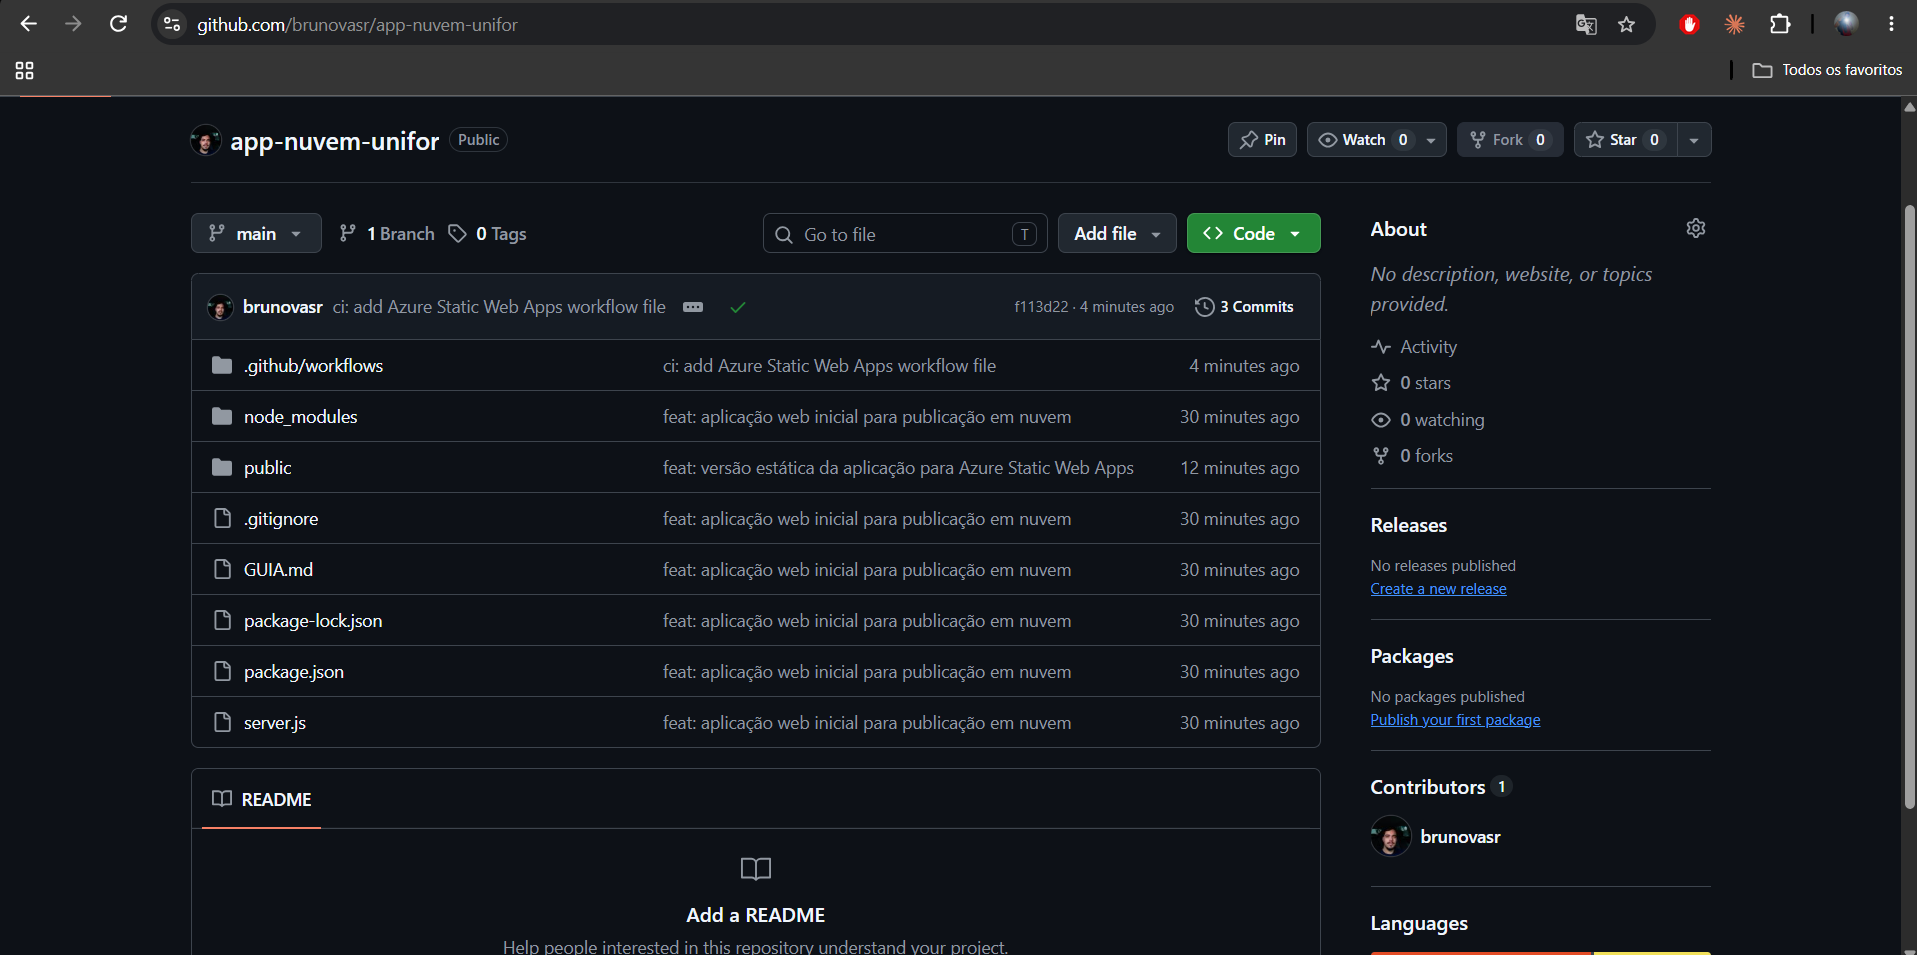 github.com/brunovasr/app-nuvem-unifor
Todos os favoritos
app-nuvem-unifor Public
Pin
Watch 0
Fork 0
Star 0
main
1 Branch
0 Tags
Go to file T
Add file
Code
brunovasr ci: add Azure Static Web Apps workflow file
f113d22 · 4 minutes ago
3 Commits
.github/workflows ci: add Azure Static Web Apps workflow file 4 minutes ago
node_modules feat: aplicação web inicial para publicação em nuvem 30 minutes ago
public feat: versão estática da aplicação para Azure Static Web Apps 12 minutes ago
.gitignore feat: aplicação web inicial para publicação em nuvem 30 minutes ago
GUIA.md feat: aplicação web inicial para publicação em nuvem 30 minutes ago
package-lock.json feat: aplicação web inicial para publicação em nuvem 30 minutes ago
package.json feat: aplicação web inicial para publicação em nuvem 30 minutes ago
server.js feat: aplicação web inicial para publicação em nuvem 30 minutes ago
README
Add a README
Help people interested in this repository understand your project.
About
No description, website, or topics
provided.
Activity
0 stars
0 watching
0 forks
Releases
No releases published
Create a new release
Packages
No packages published
Publish your first package
Contributors 1
brunovasr
Languages